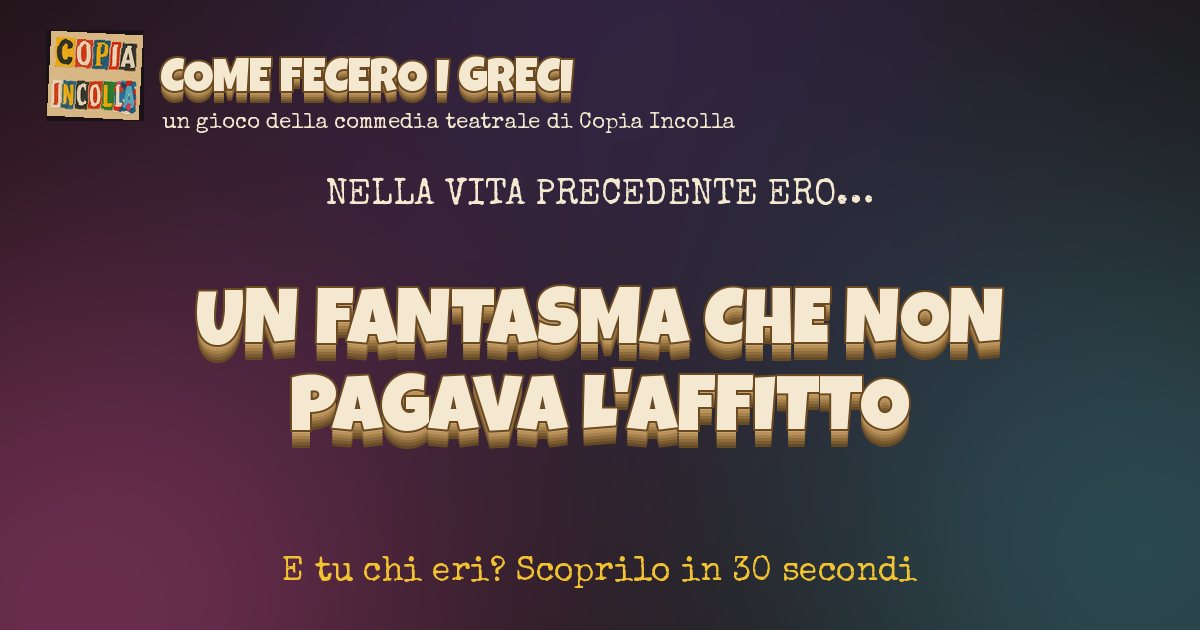 COPIA
INCOLLA
COME FECERO I GRECI
un gioco della commedia teatrale di Copia Incolla
NELLA VITA PRECEDENTE ERO...
UN FANTASMA CHE NON
PAGAVA L'AFFITTO
E tu chi eri? Scoprilo in 30 secondi